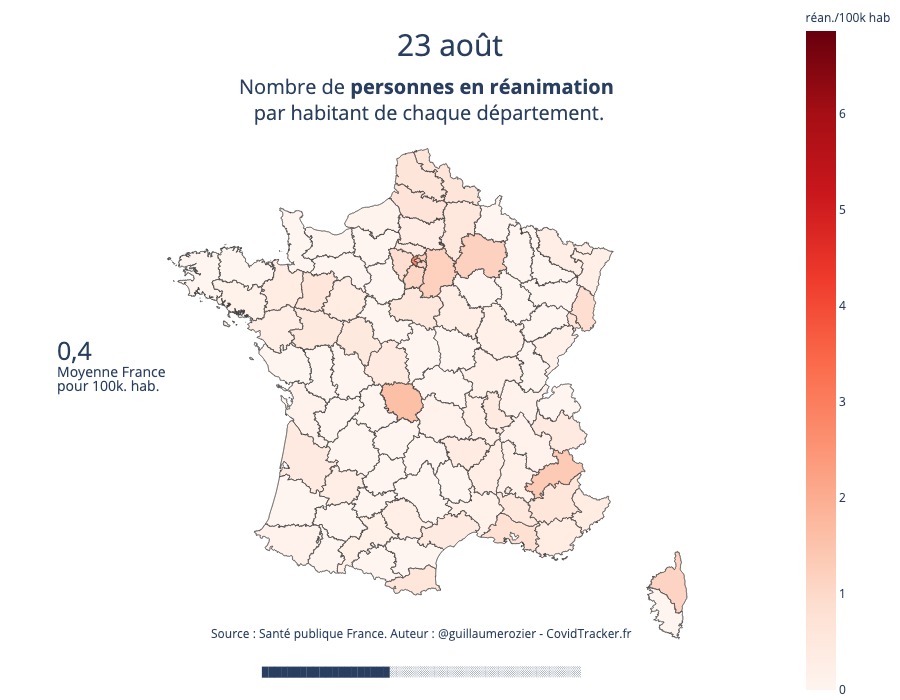 réan./100k hab
23 août
Nombre de personnes en réanimation
par habitant de chaque département.
6
5
4
3
2
1
0
0,4
Moyenne France
pour 100k. hab.
Source : Santé publique France. Auteur : @guillaumerozier - CovidTracker.fr